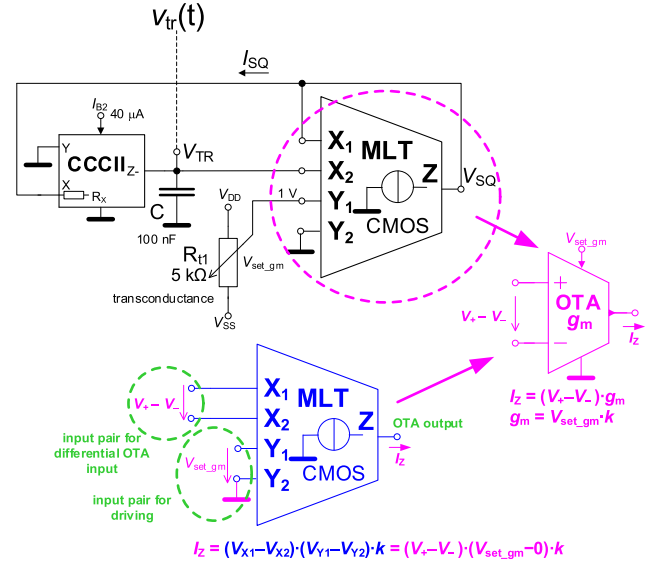 v_tr(t)
I_SQ
I_B2 40 µA
Y
CCCII
Z-
X
R_X
V_TR
C
100 nF
V_DD
1 V
R_t1
5 kΩ
V_set_gm
transconductance
V_SS
X_1
X_2
Y_1
Y_2
MLT
Z
CMOS
V_SQ
V_set_gm
+
OTA
g_m
−
V_+ − V_−
I_Z
I_Z = (V_+–V_–)·g_m
g_m = V_set_gm·k
X_1
X_2
Y_1
Y_2
MLT
Z
CMOS
V_+ − V_−
input pair for
differential OTA
input
V_set_gm
input pair for
driving
OTA output
I_Z
I_Z = (V_X1–V_X2)·(V_Y1–V_Y2)·k = (V_+–V_–)·(V_set_gm–0)·k